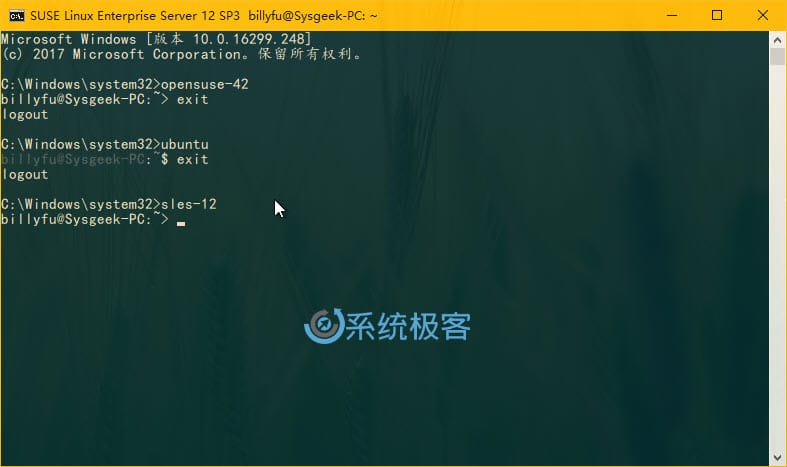 SUSE Linux Enterprise Server 12 SP3 billyfu@Sysgeek-PC: ~
Microsoft Windows [版本 10.0.16299.248]
(c) 2017 Microsoft Corporation。保留所有权利。
C:\Windows\system32>opensuse-42
billyfu@Sysgeek-PC:~> exit
logout
C:\Windows\system32>ubuntu
billyfu@Sysgeek-PC:~$ exit
logout
C:\Windows\system32>sles-12
billyfu@Sysgeek-PC:~>
系统极客